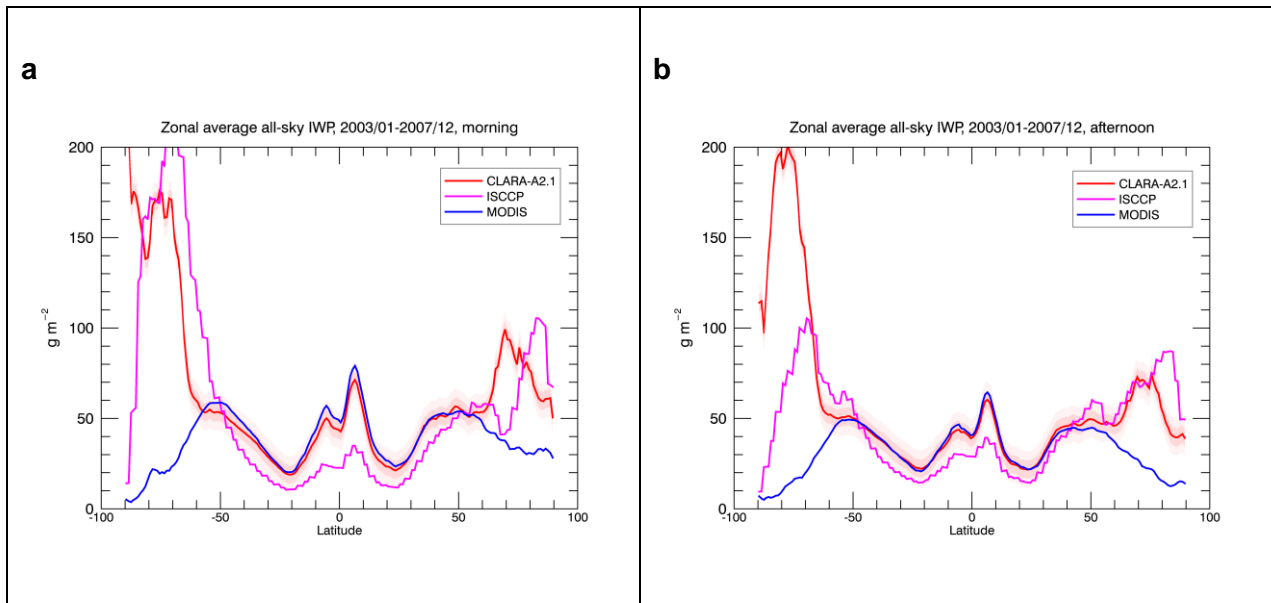 a
Zonal average all-sky IWP, 2003/01-2007/12, morning
200
150
100
50
0
g m⁻²
CLARA-A2.1
ISCCP
MODIS
-100
-50
0
50
100
Latitude
b
Zonal average all-sky IWP, 2003/01-2007/12, afternoon
200
150
100
50
0
g m⁻²
CLARA-A2.1
ISCCP
MODIS
-100
-50
0
50
100
Latitude